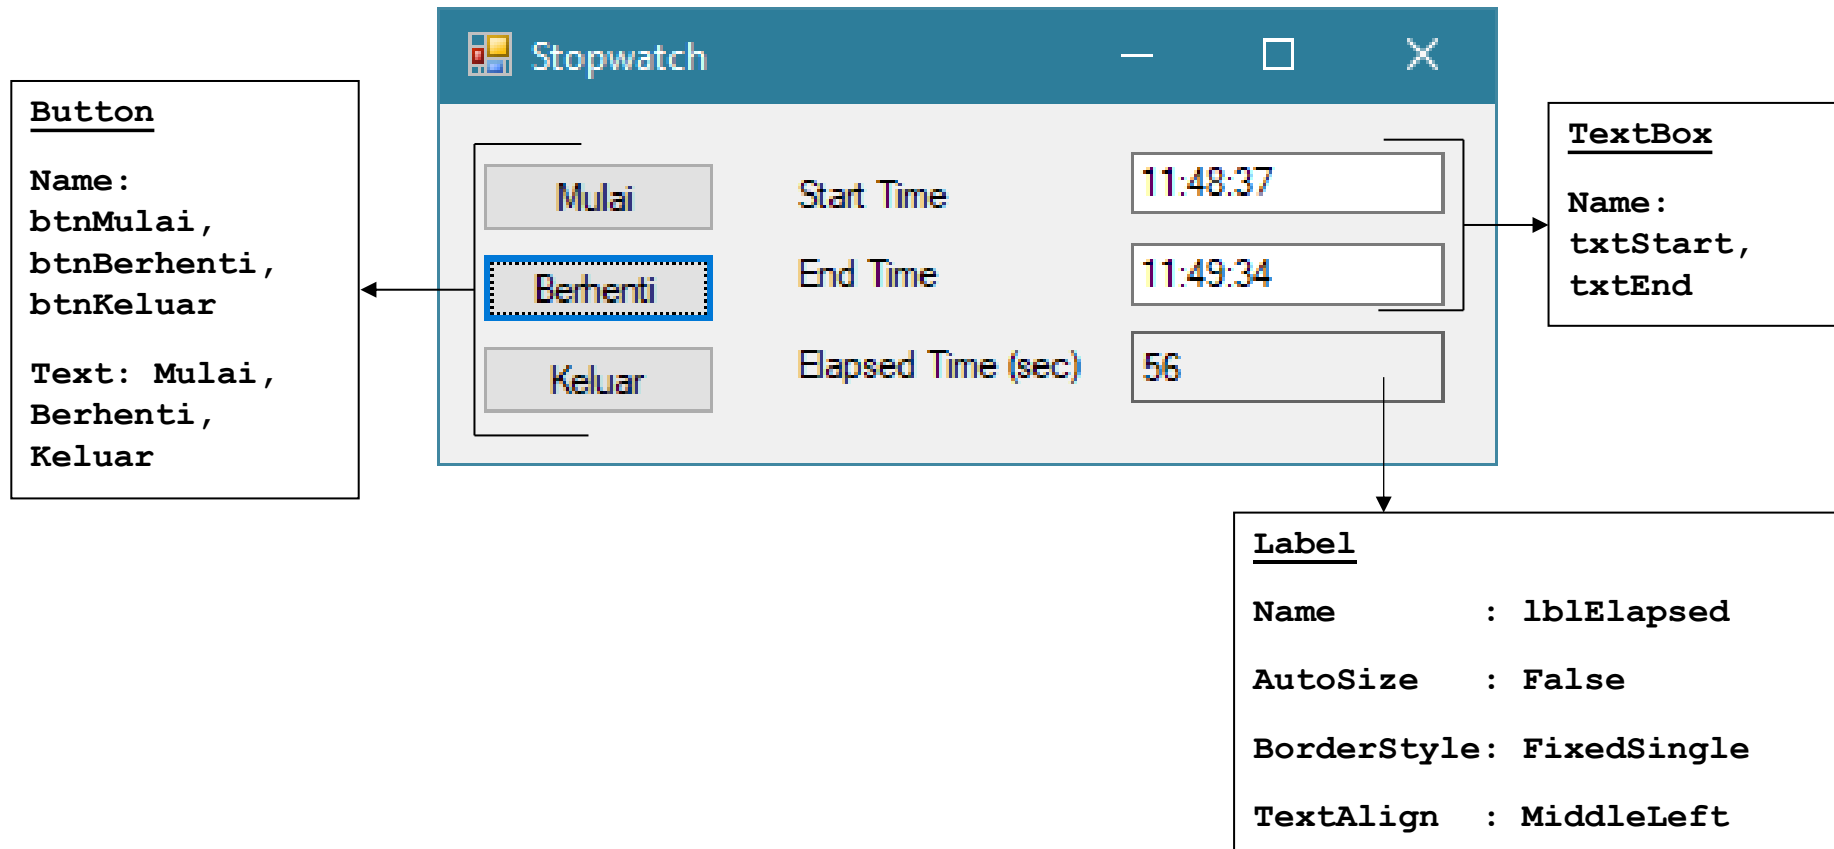 Button
Name:
btnMulai,
btnBerhenti,
btnKeluar
Text: Mulai,
Berhenti,
Keluar
Stopwatch
Mulai
Berhenti
Keluar
Start Time
11:48:37
End Time
11:49:34
Elapsed Time (sec)
56
TextBox
Name:
txtStart,
txtEnd
Label
Name : lblElapsed
AutoSize : False
BorderStyle: FixedSingle
TextAlign : MiddleLeft